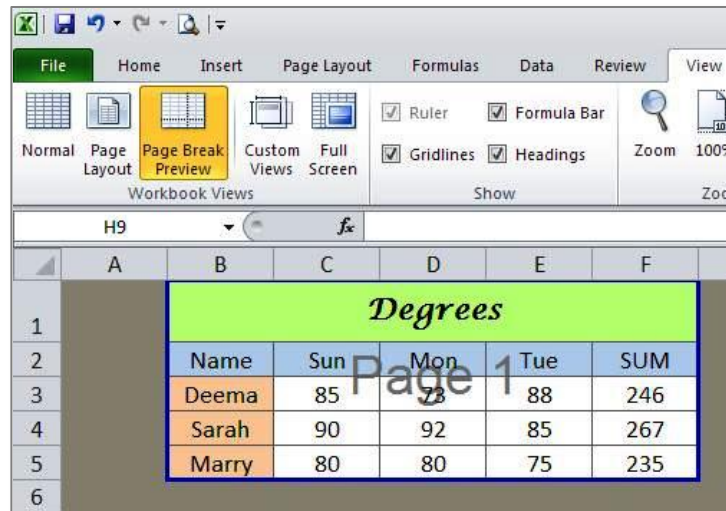 File Home Insert Page Layout Formulas Data Review View
Normal Page Layout Page Break Preview Custom Views Full Screen Ruler Formula Bar Gridlines Headings Zoom 100%
Workbook Views Show
H9 fx
A B C D E F
1 Degrees
2 Name Sun Mon Tue SUM
Page 1
3 Deema 85 73 88 246
4 Sarah 90 92 85 267
5 Marry 80 80 75 235
6